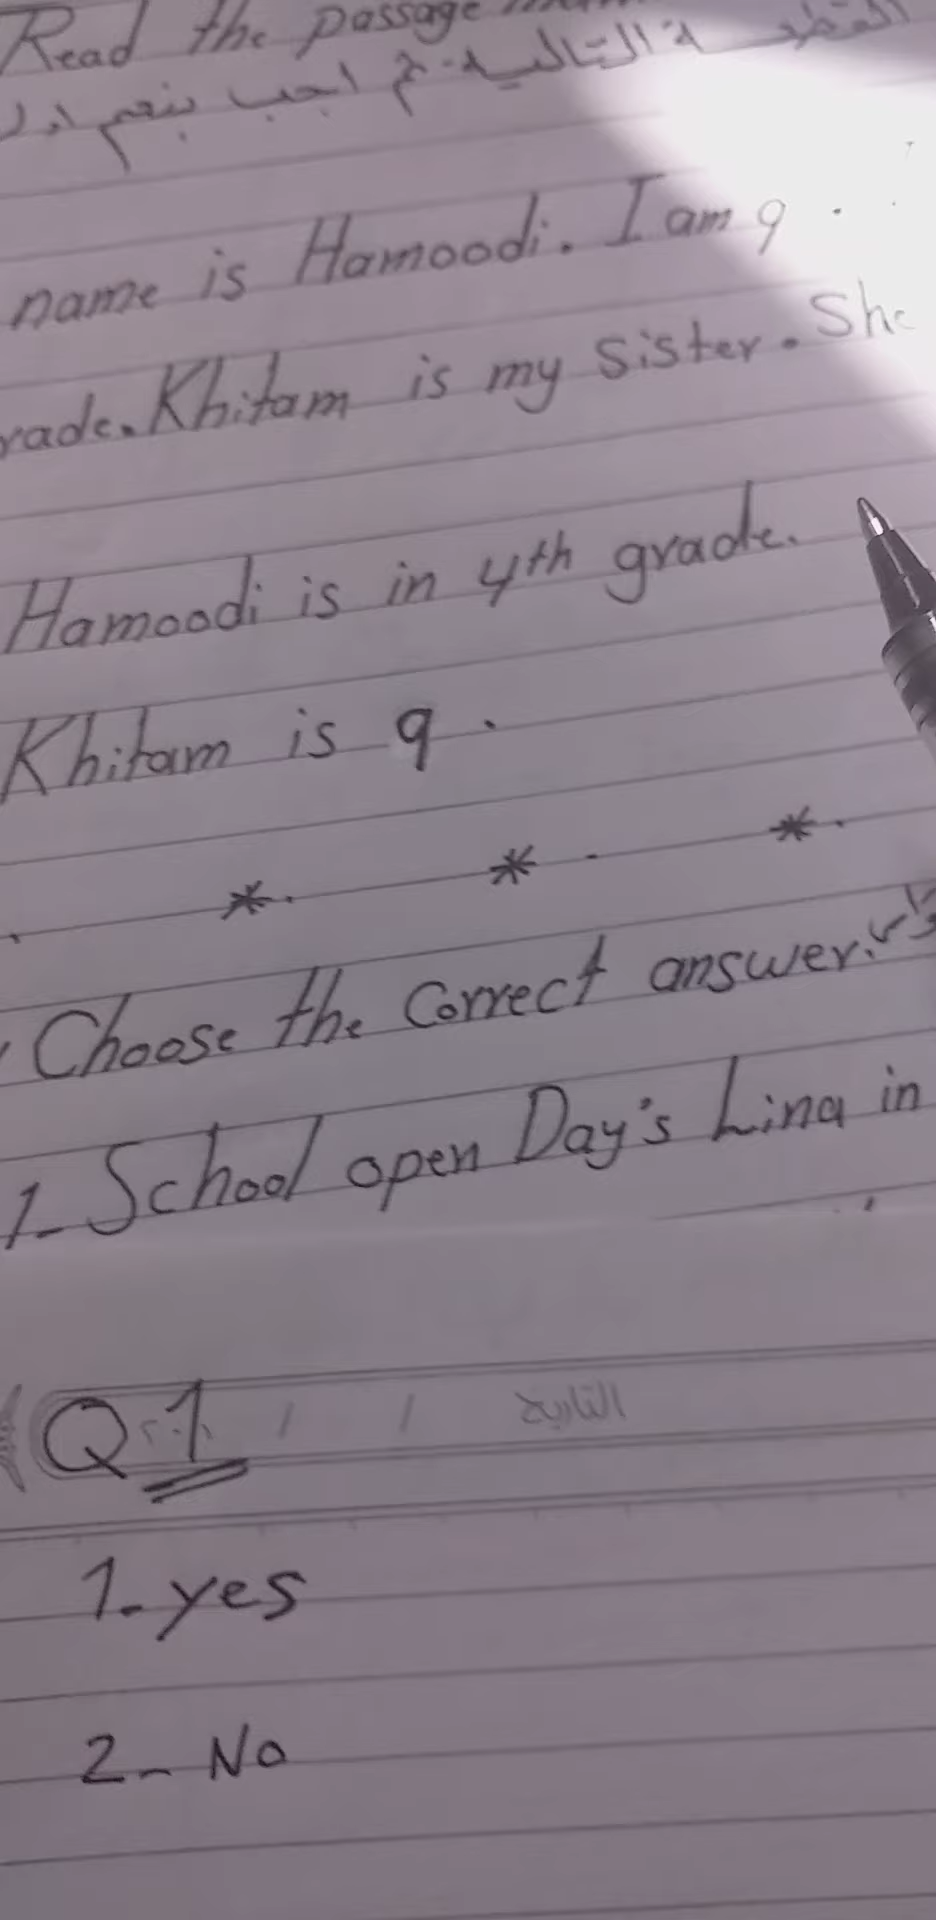 Read the passage
التالية ثم اجب بنعم او
name is Hamoodi. I am 9
rade. Khitam is my sister. She
Hamoodi is in 4th grade.
Khitam is 9.
* * *
Choose the correct answer.
1- School open Day's Lina in
Q1 / / التاريخ
1- yes
2- No